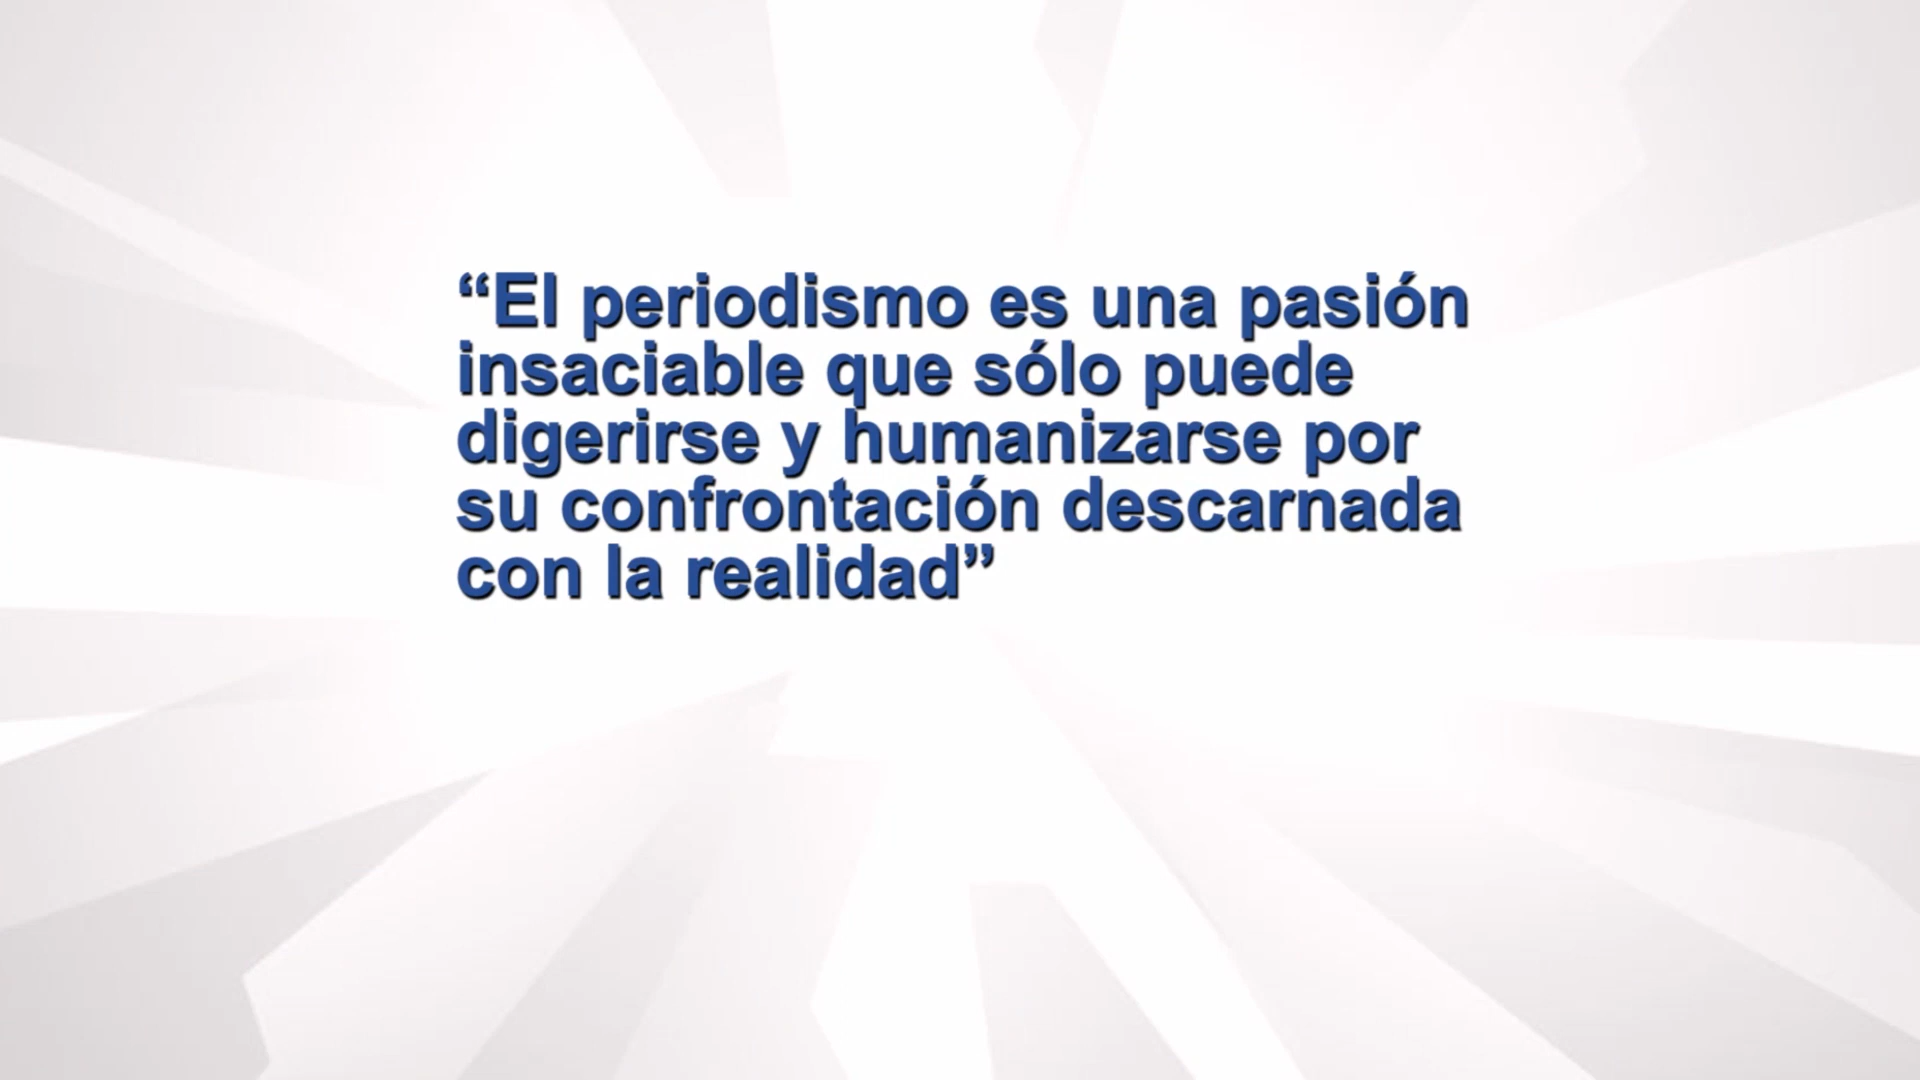 “El periodismo es una pasión
insaciable que sólo puede
digerirse y humanizarse por
su confrontación descarnada
con la realidad”